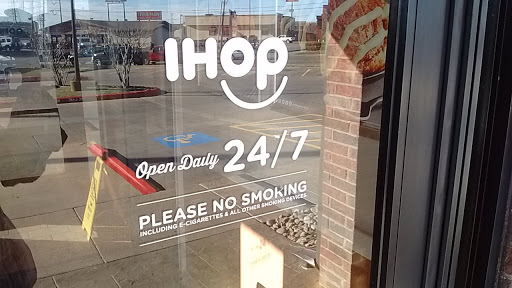 IHOP
Open Daily 24/7
PLEASE NO SMOKING
INCLUDING E-CIGARETTES & ALL OTHER SMOKING DEVICES